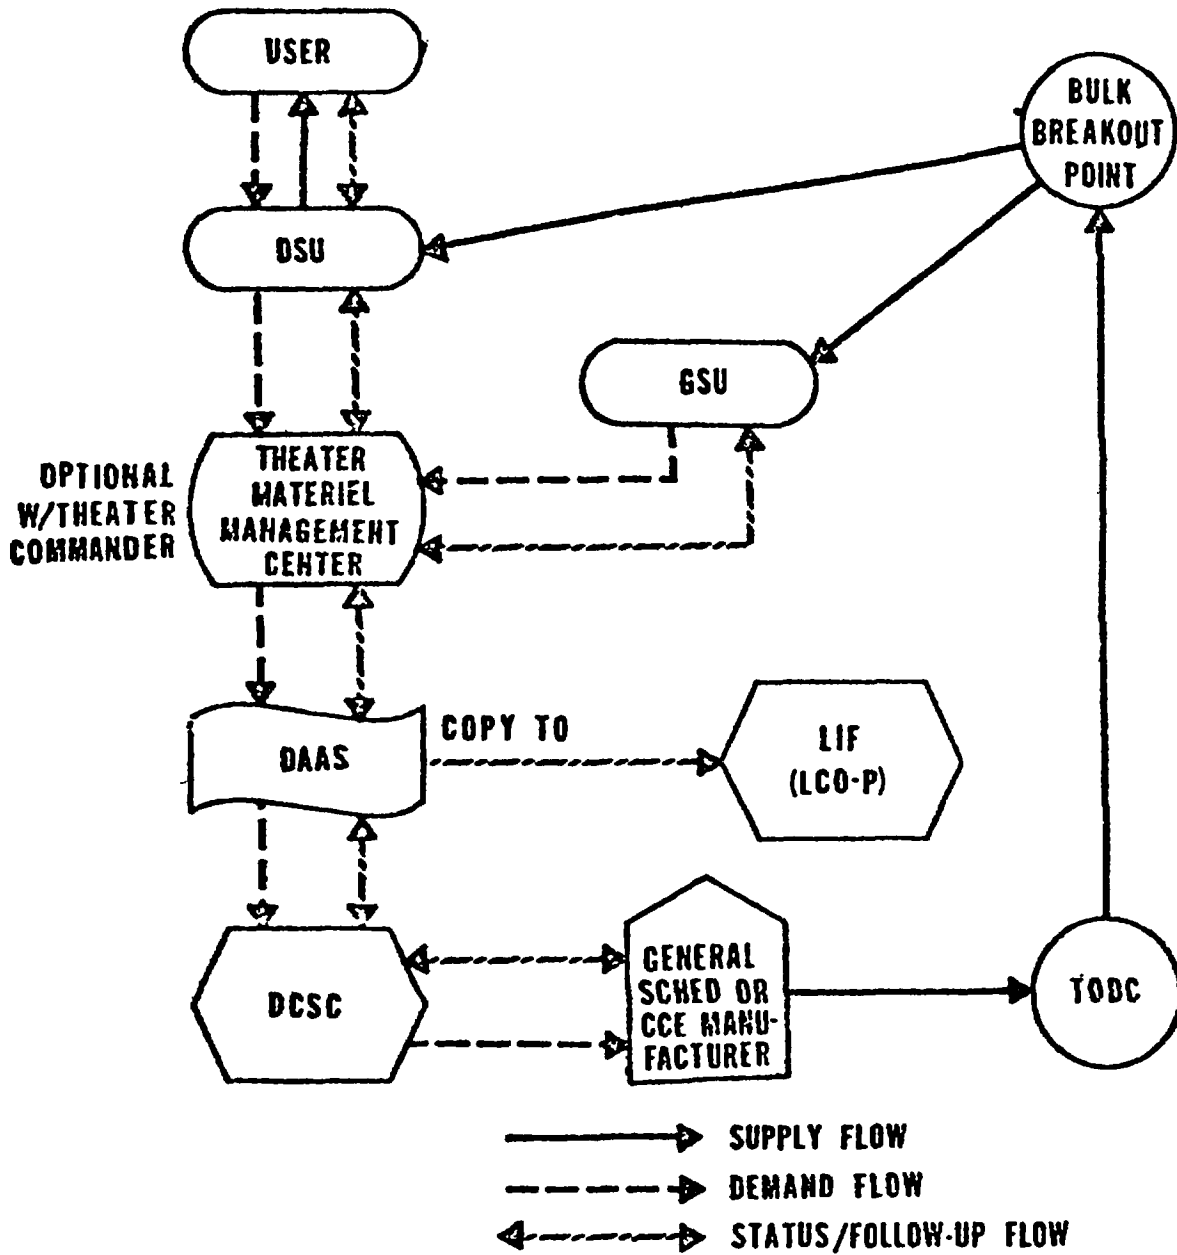 USER
BULK
BREAKOUT
POINT
DSU
GSU
OPTIONAL
W/THEATER
COMMANDER
THEATER
MATERIEL
MANAGEMENT
CENTER
DAAS
COPY TO
LIF
(LCO-P)
DCSC
GENERAL
SCHED OR
CCE MANU-
FACTURER
TODC
SUPPLY FLOW
DEMAND FLOW
STATUS/FOLLOW-UP FLOW